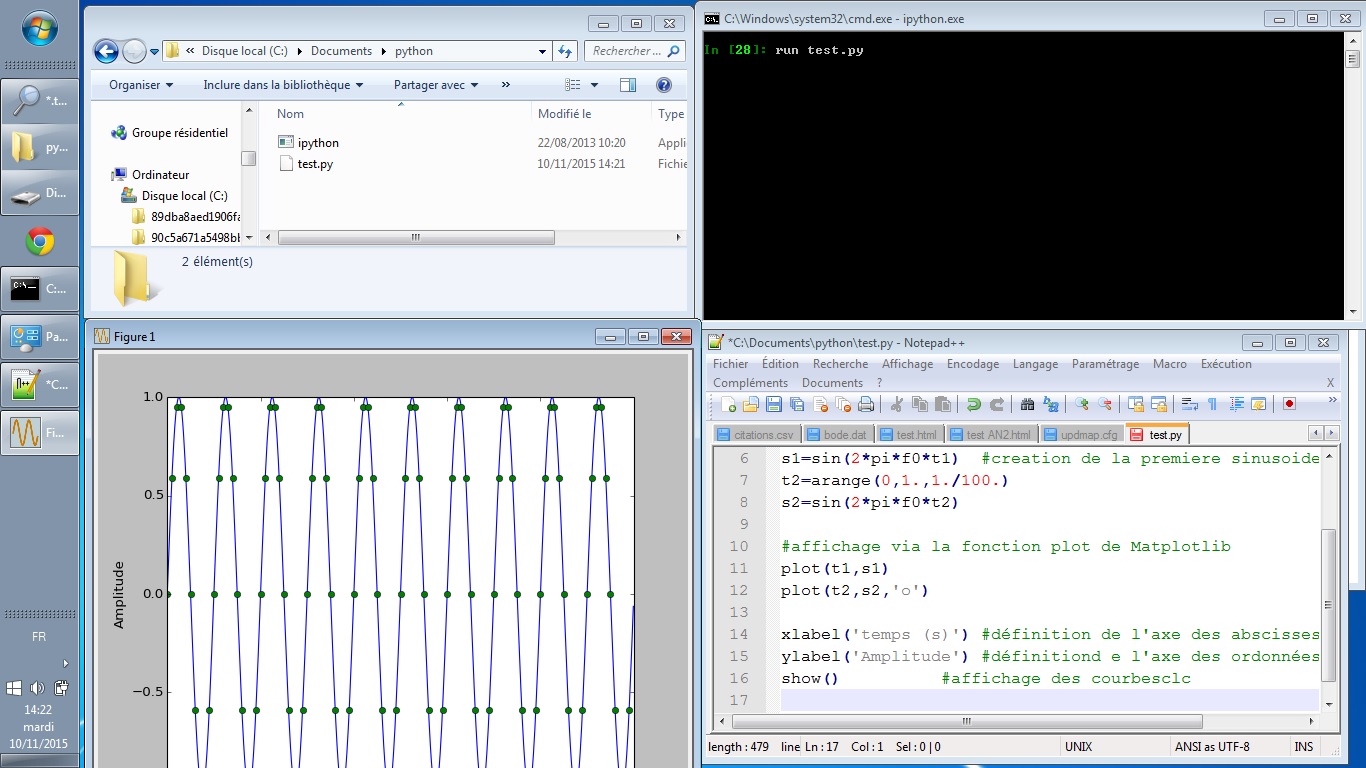 *.t...
py...
Di...
C:...
Pa...
*C...
Fi...
FR
14:22
mardi
10/11/2015
« Disque local (C:) Documents python
Rechercher ...
Organiser
Inclure dans la bibliothèque
Partager avec
»
Groupe résidentiel
Ordinateur
Disque local (C:)
89dba8aed1906fa
90c5a671a5498bb
Nom Modifié le Type
ipython 22/08/2013 10:20 Appli
test.py 10/11/2015 14:21 Fichie
2 élément(s)
C:\Windows\system32\cmd.exe - ipython.exe
In [28]: run test.py
Figure 1
1.0
0.5
0.0
−0.5
Amplitude
*C:\Documents\python\test.py - Notepad++
Fichier Édition Recherche Affichage Encodage Langage Paramétrage Macro Exécution
Compléments Documents ? X
citations.csv bode.dat test.html test AN2.html updmap.cfg test.py
6 s1=sin(2*pi*f0*t1) #creation de la premiere sinusoide
7 t2=arange(0,1.,1./100.)
8 s2=sin(2*pi*f0*t2)
9
10 #affichage via la fonction plot de Matplotlib
11 plot(t1,s1)
12 plot(t2,s2,'o')
13
14 xlabel('temps (s)') #définition de l'axe des abscisses
15 ylabel('Amplitude') #définitiond e l'axe des ordonnées
16 show() #affichage des courbesclc
17
length : 479 line Ln : 17 Col : 1 Sel : 0 | 0 UNIX ANSI as UTF-8 INS